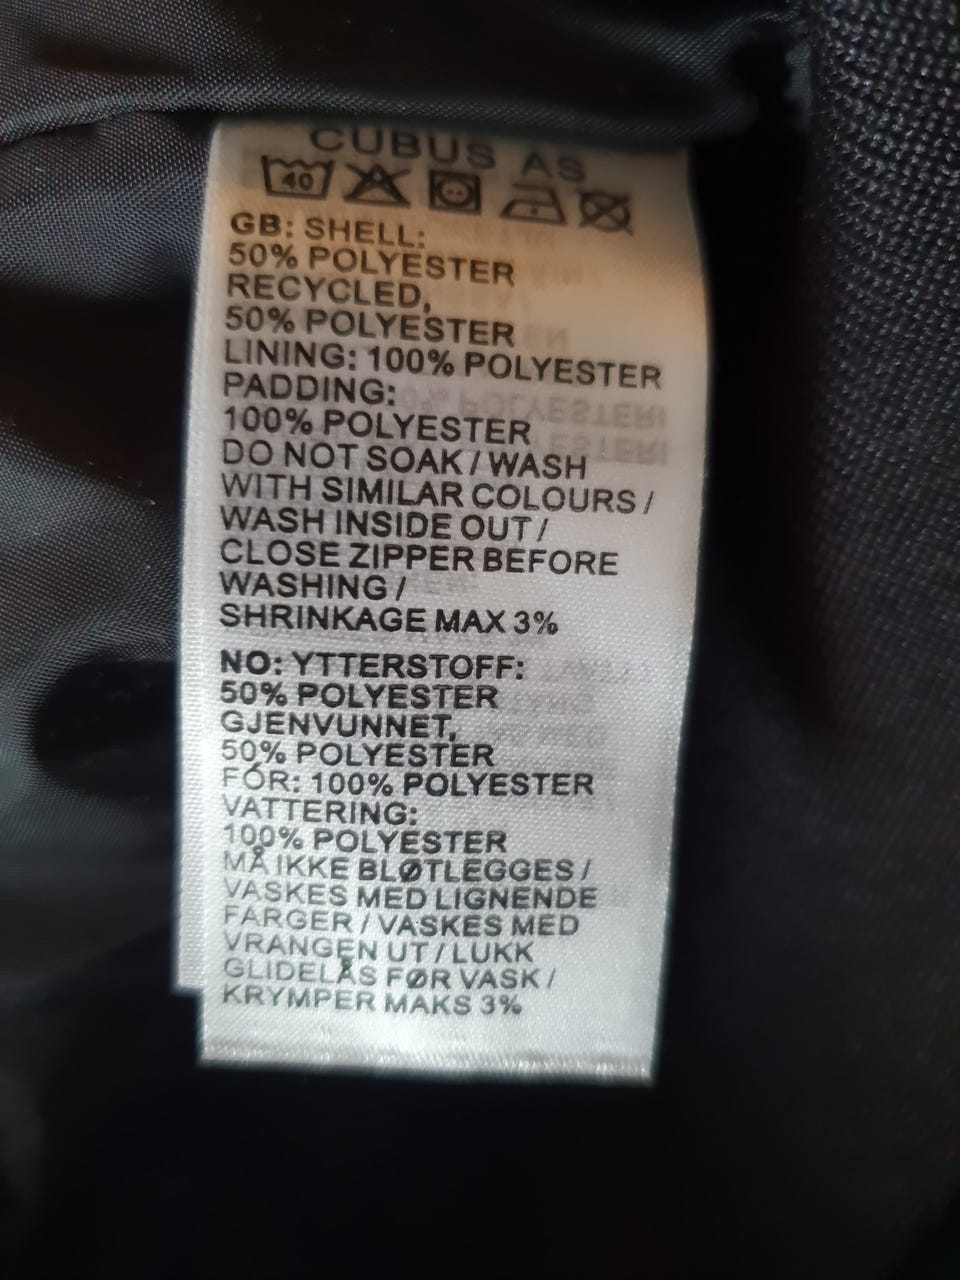 CUBUS AS
40
GB: SHELL:
50% POLYESTER
RECYCLED,
50% POLYESTER
LINING: 100% POLYESTER
PADDING:
100% POLYESTER
DO NOT SOAK / WASH
WITH SIMILAR COLOURS /
WASH INSIDE OUT /
CLOSE ZIPPER BEFORE
WASHING /
SHRINKAGE MAX 3%
NO: YTTERSTOFF:
50% POLYESTER
GJENVUNNET,
50% POLYESTER
FÓR: 100% POLYESTER
VATTERING:
100% POLYESTER
MÅ IKKE BLØTLEGGES /
VASKES MED LIGNENDE
FARGER / VASKES MED
VRANGEN UT / LUKK
GLIDELÅS FØR VASK /
KRYMPER MAKS 3%